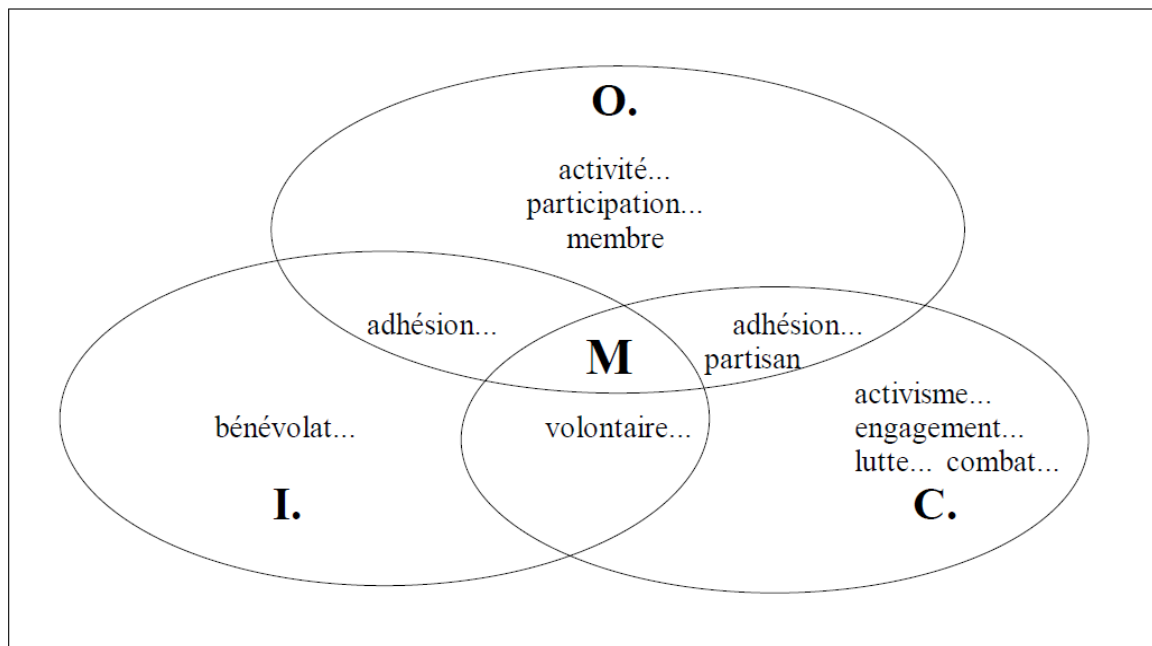 O.
activité...
participation...
membre
adhésion...
adhésion...
M
partisan
activisme...
bénévolat...
volontaire...
engagement...
lutte... combat...
I.
C.